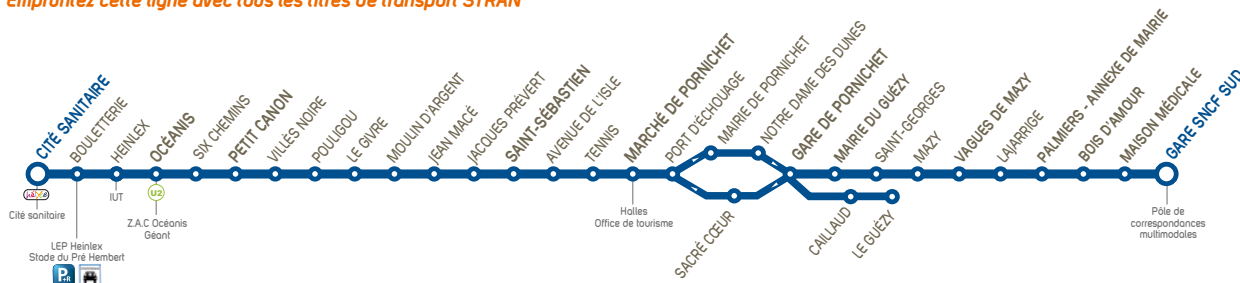 Empruntez cette ligne avec tous les titres de transport STRAN
CITÉ SANITAIRE
BOULETTERIE
HEINLEX
OCÉANIS
SIX CHEMINS
PETIT CANON
VILLÈS NOIRE
POULIGOU
LE GIVRE
MOULIN D'ARGENT
JEAN MACÉ
JACQUES PRÉVERT
SAINT-SÉBASTIEN
AVENUE DE L'ISLE
TENNIS
MARCHÉ DE PORNICHET
PORT D'ÉCHOUAGE
MAIRIE DE PORNICHET
NOTRE DAME DES DUNES
GARE DE PORNICHET
MAIRIE DU GUÉZY
SAINT-GEORGES
MAZY
VAGUES DE MAZY
LAJARRIGE
PALMIERS - ANNEXE DE MAIRIE
BOIS D'AMOUR
MAISON MÉDICALE
GARE SNCF SUD
SACRÉ CŒUR
CAILLAUD
LE GUÉZY
hélYce
Cité sanitaire
IUT
U2
Z.A.C Océanis
Géant
LEP Heinlex
Stade du Pré Hembert
P+R
Halles
Office de tourisme
Pôle de
correspondances
multimodales